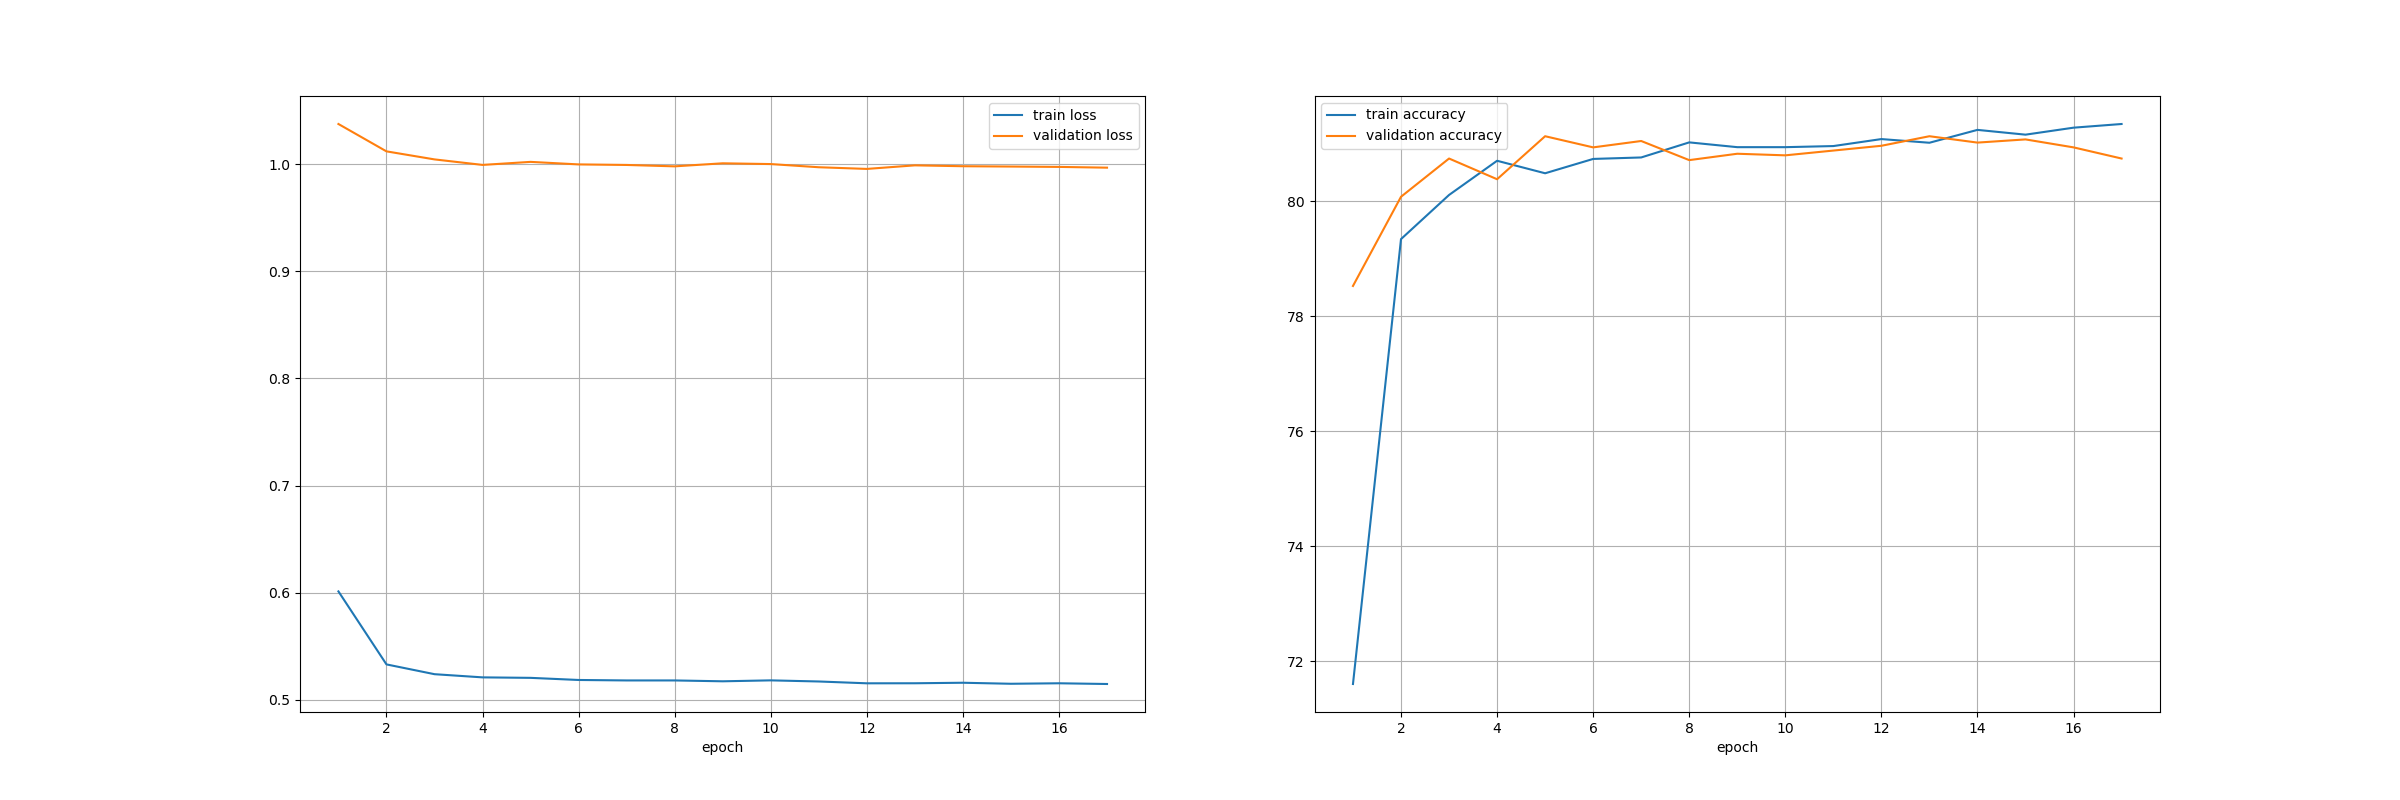 train loss
validation loss
1.0
0.9
0.8
0.7
0.6
0.5
2 4 6 8 10 12 14 16
epoch
train accuracy
validation accuracy
80
78
76
74
72
2 4 6 8 10 12 14 16
epoch